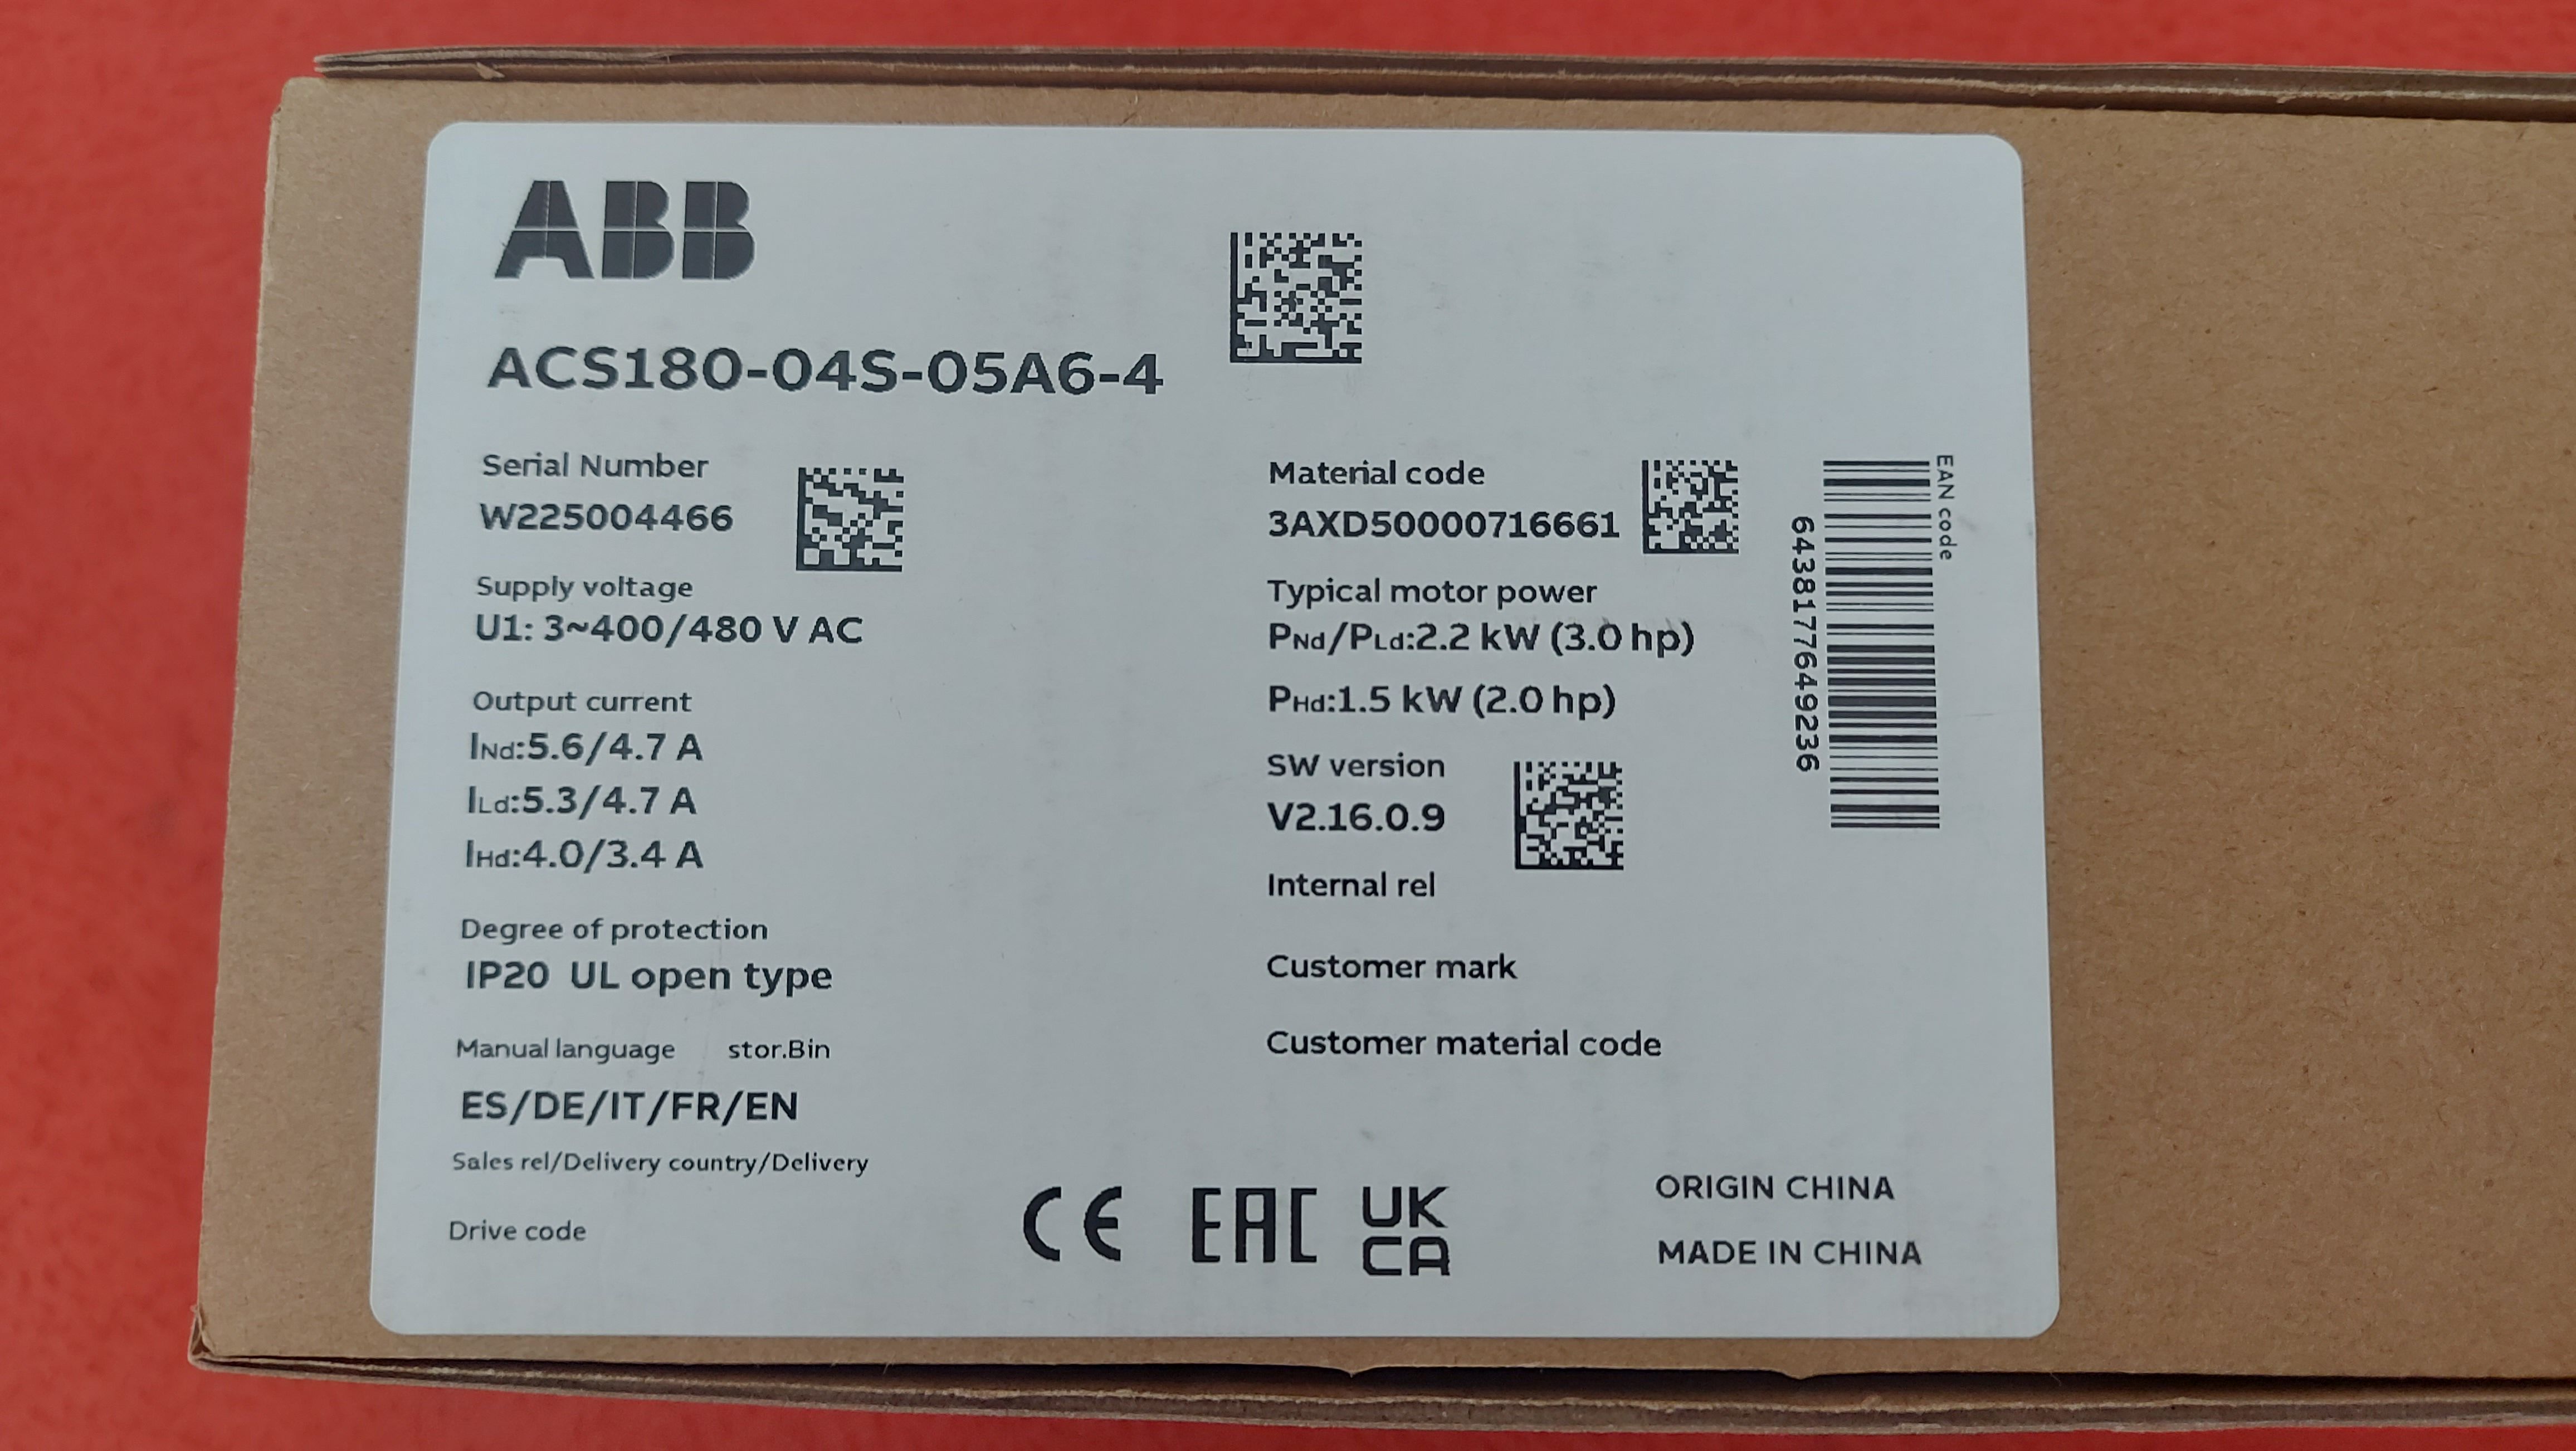 ABB
ACS180-04S-05A6-4
Serial Number
W225004466
Supply voltage
U1: 3~400/480 V AC
Output current
INd:5.6/4.7 A
ILd:5.3/4.7 A
IHd:4.0/3.4 A
Degree of protection
IP20 UL open type
Manual language stor.Bin
ES/DE/IT/FR/EN
Sales rel/Delivery country/Delivery
Drive code
Material code
3AXD50000716661
Typical motor power
PNd/PLd:2.2 kW (3.0 hp)
PHd:1.5 kW (2.0 hp)
SW version
V2.16.0.9
Internal rel
Customer mark
Customer material code
EAN code
6438177649236
CE EAC UK
CA
ORIGIN CHINA
MADE IN CHINA